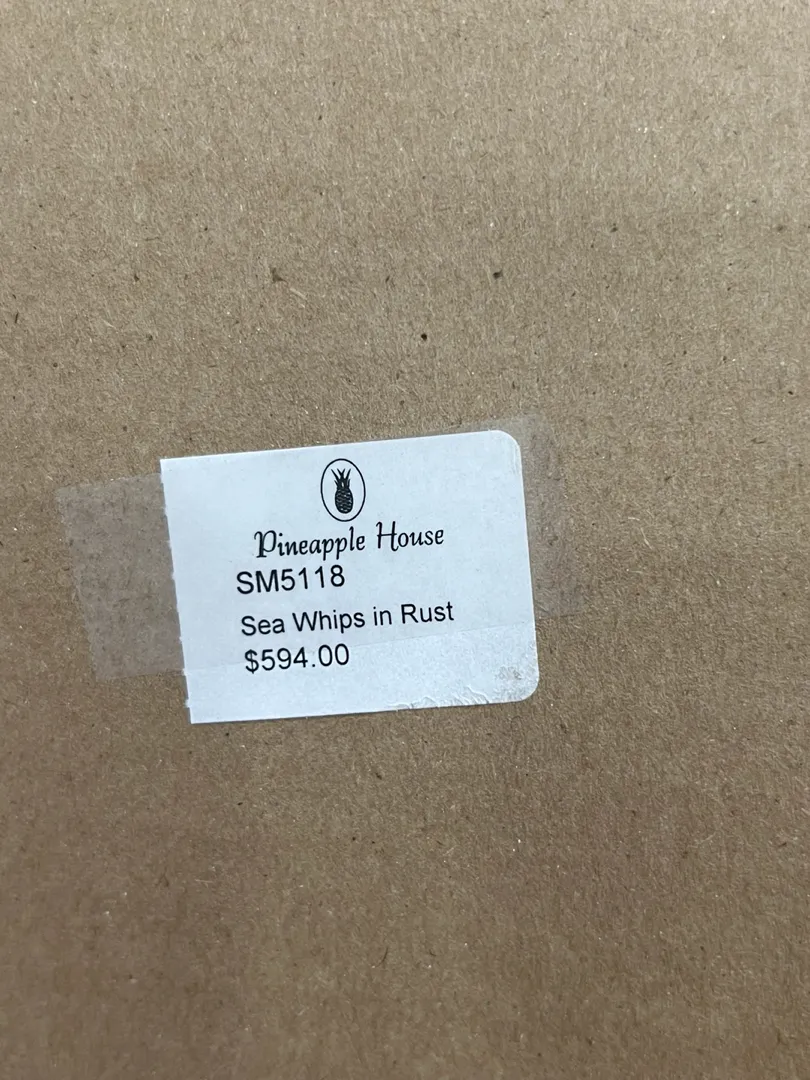 Pineapple House
SM5118
Sea Whips in Rust
$594.00